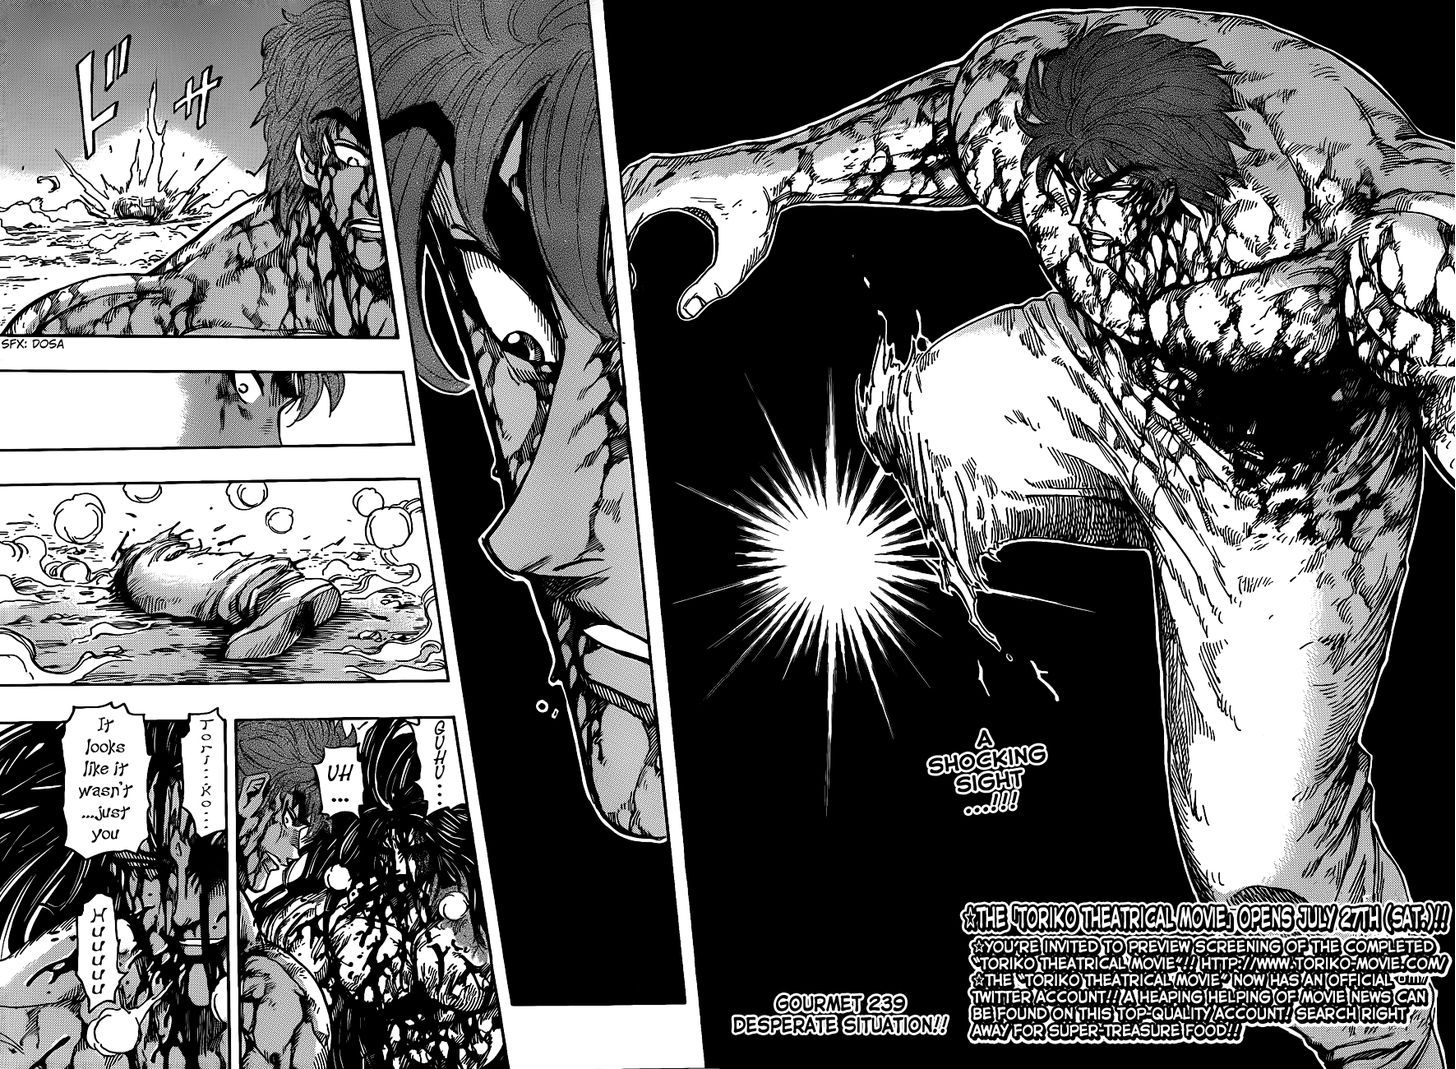 A
SHOCKING
SIGHT
...!!!
☆THE「TORIKO THEATRICAL MOVIE」OPENS JULY 27TH (SAT.)!!
☆YOU'RE INVITED TO PREVIEW SCREENING OF THE COMPLETED
"TORIKO THEATRICAL MOVIE"!! HTTP://WWW.TORIKO-MOVIE.COM/
☆THE "TORIKO THEATRICAL MOVIE" NOW HAS AN OFFICIAL
TWITTER ACCOUNT!! A HEAPING HELPING OF MOVIE NEWS CAN
BE FOUND ON THIS TOP-QUALITY ACCOUNT! SEARCH RIGHT
AWAY FOR SUPER-TREASURE FOOD!!
GOURMET 239
DESPERATE SITUATION!!
ドサ
SFX: DOSA
GUHU...
UH
...
Tori...ko...
It
looks
like it
wasn't
...just
you
Huuuuuu